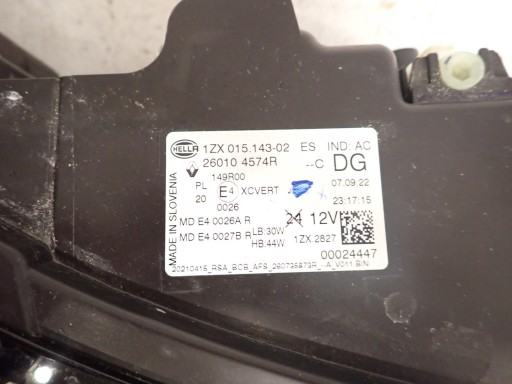 HELLA 1ZX 015.143-02 ES IND: AC
26010 4574R --C DG
149R00
PL E4 XCVERT 07.09.22
20 0026 23:17:15
MD E4 0026A R 24 12V
MD E4 0027B R LB:30W 1ZX.2827
HB:44W
00024447
MADE IN SLOVENIA